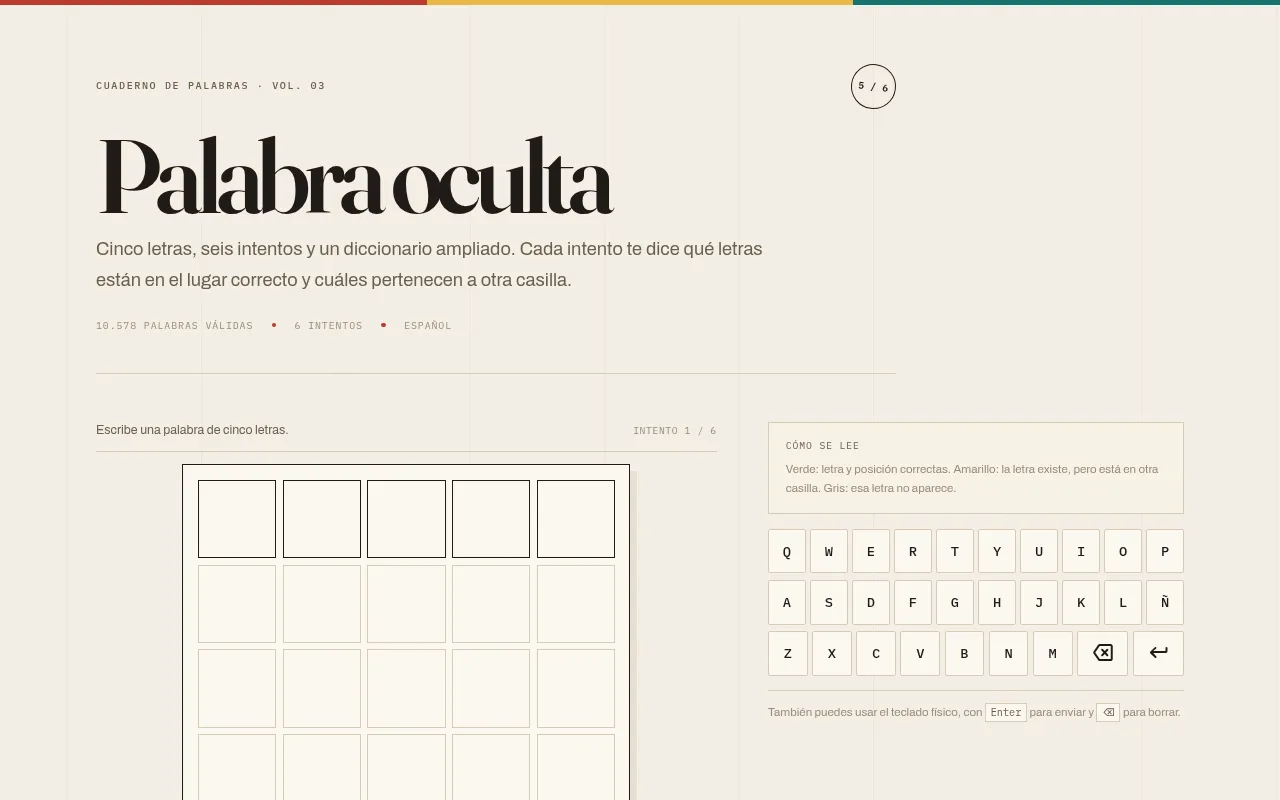 CUADERNO DE PALABRAS · VOL. 03
5 / 6
Palabra oculta
Cinco letras, seis intentos y un diccionario ampliado. Cada intento te dice qué letras
están en el lugar correcto y cuáles pertenecen a otra casilla.
10.578 PALABRAS VÁLIDAS • 6 INTENTOS • ESPAÑOL
Escribe una palabra de cinco letras.
INTENTO 1 / 6
CÓMO SE LEE
Verde: letra y posición correctas. Amarillo: la letra existe, pero está en otra
casilla. Gris: esa letra no aparece.
Q W E R T Y U I O P
A S D F G H J K L Ñ
Z X C V B N M
También puedes usar el teclado físico, con Enter para enviar y ⌫ para borrar.